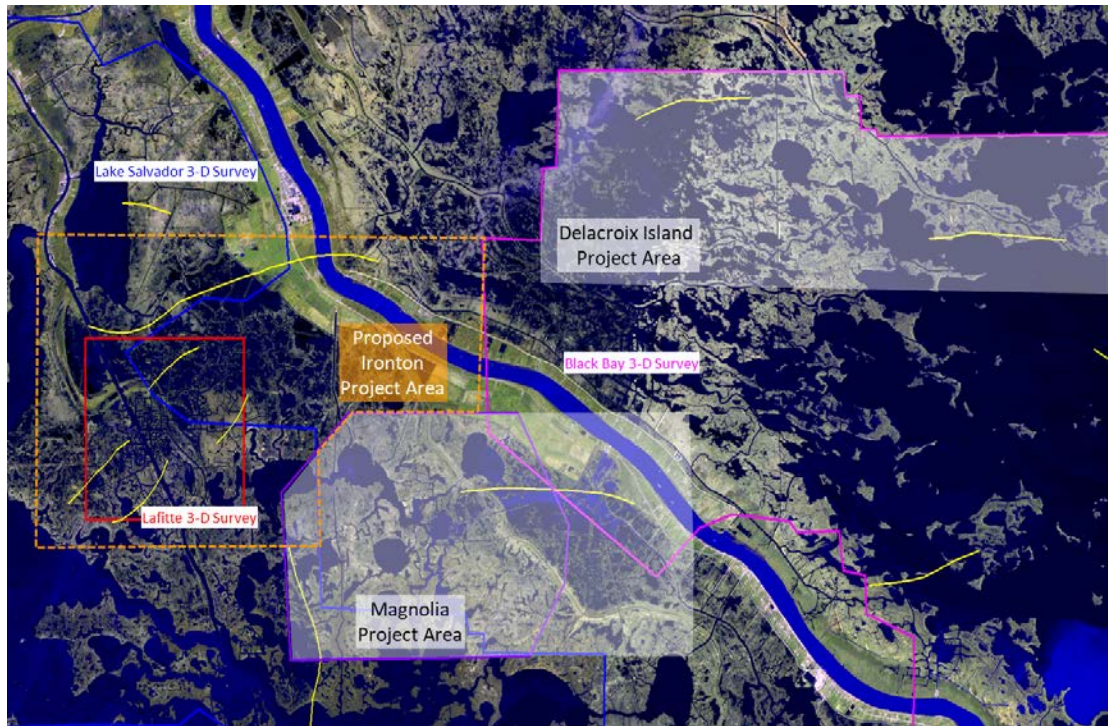 Lake Salvador 3-D Survey
Delacroix Island
Project Area
Proposed
Ironton
Project Area
Black Bay 3-D Survey
Lafitte 3-D Survey
Magnolia
Project Area